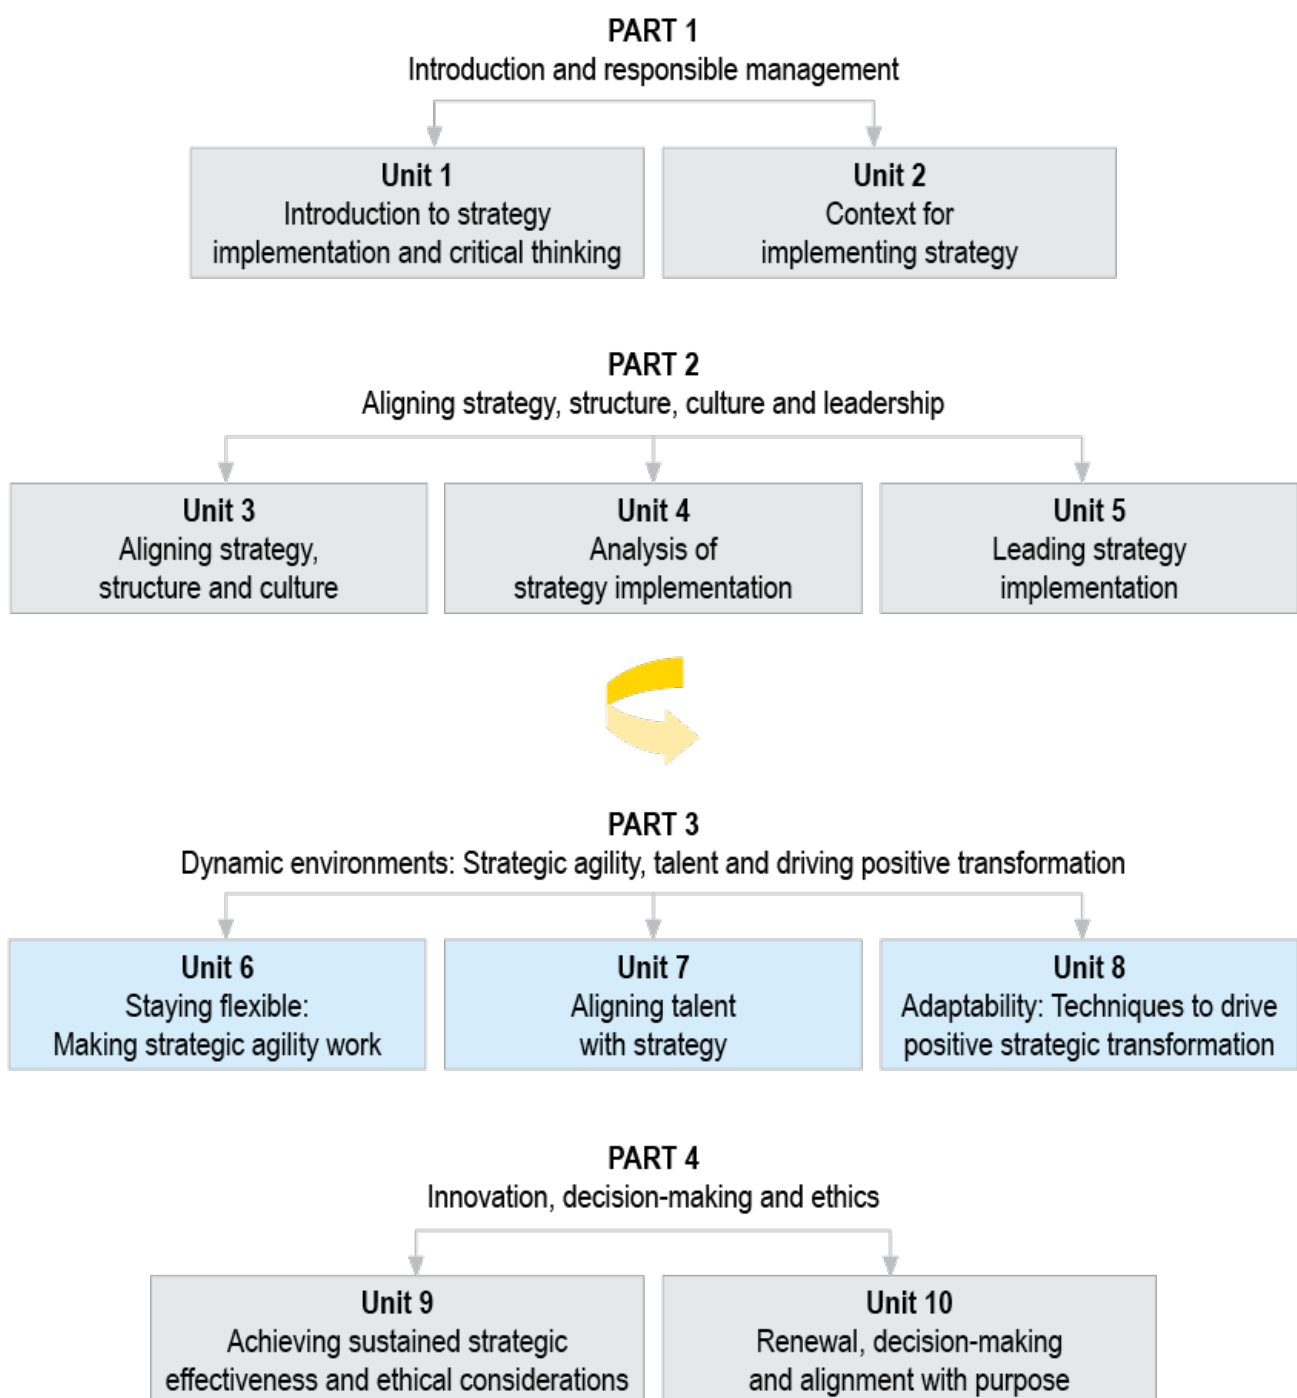 PART 1
Introduction and responsible management
Unit 1
Introduction to strategy
implementation and critical thinking
Unit 2
Context for
implementing strategy
PART 2
Aligning strategy, structure, culture and leadership
Unit 3
Aligning strategy,
structure and culture
Unit 4
Analysis of
strategy implementation
Unit 5
Leading strategy
implementation
PART 3
Dynamic environments: Strategic agility, talent and driving positive transformation
Unit 6
Staying flexible:
Making strategic agility work
Unit 7
Aligning talent
with strategy
Unit 8
Adaptability: Techniques to drive
positive strategic transformation
PART 4
Innovation, decision-making and ethics
Unit 9
Achieving sustained strategic
effectiveness and ethical considerations
Unit 10
Renewal, decision-making
and alignment with purpose